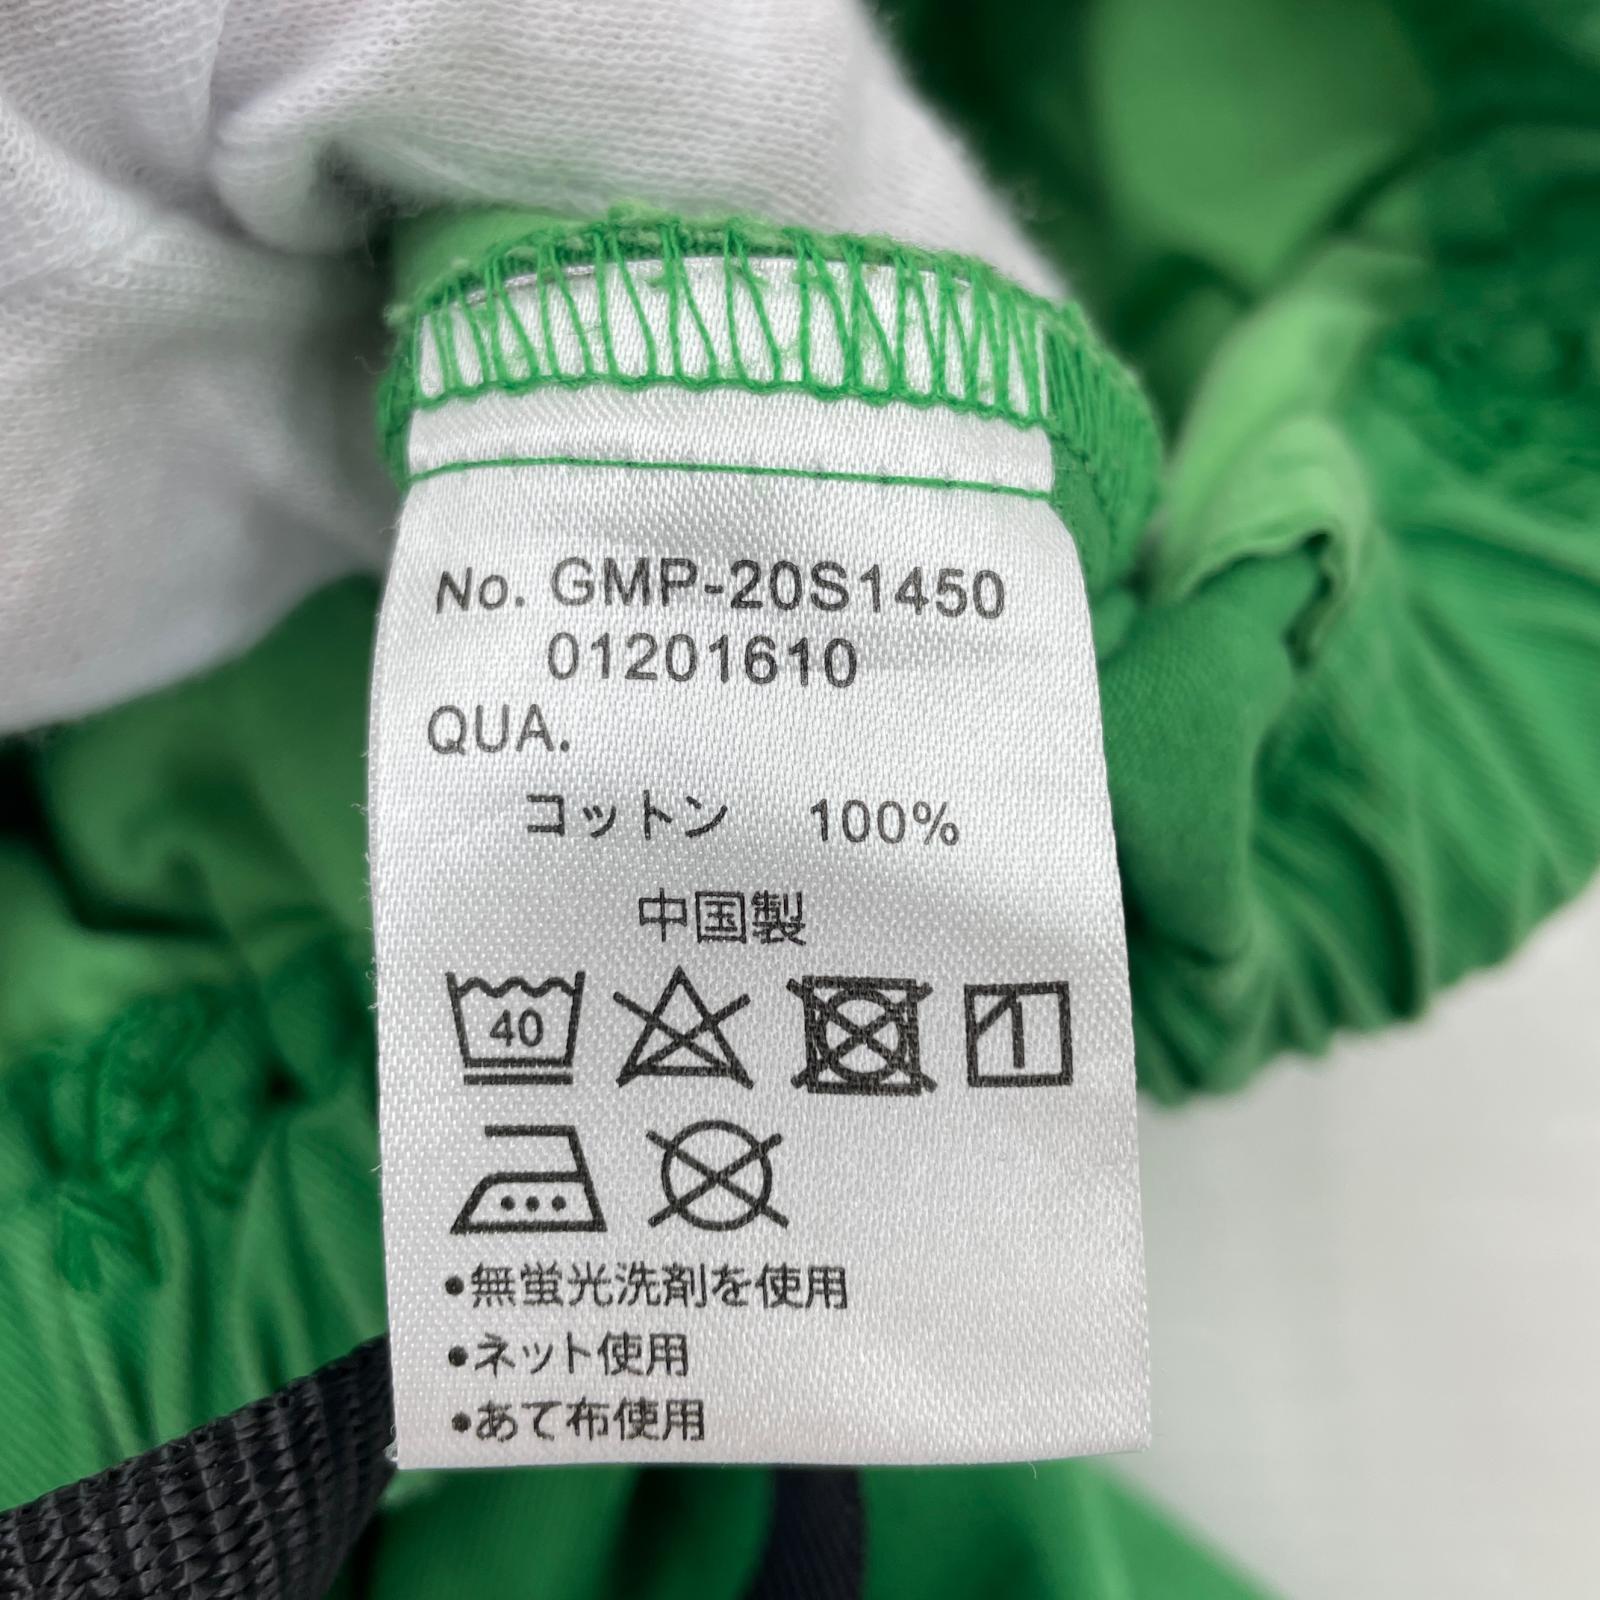 No. GMP-20S1450
01201610
QUA.
コットン 100%
中国製
40
•無蛍光洗剤を使用
•ネット使用
•あて布使用